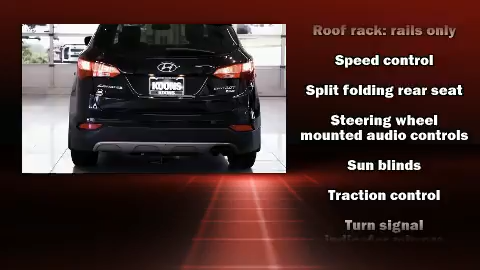 KOONS
Roof rack: rails only
Speed control
Split folding rear seat
Steering wheel
mounted audio controls
Sun blinds
Traction control
Turn signal